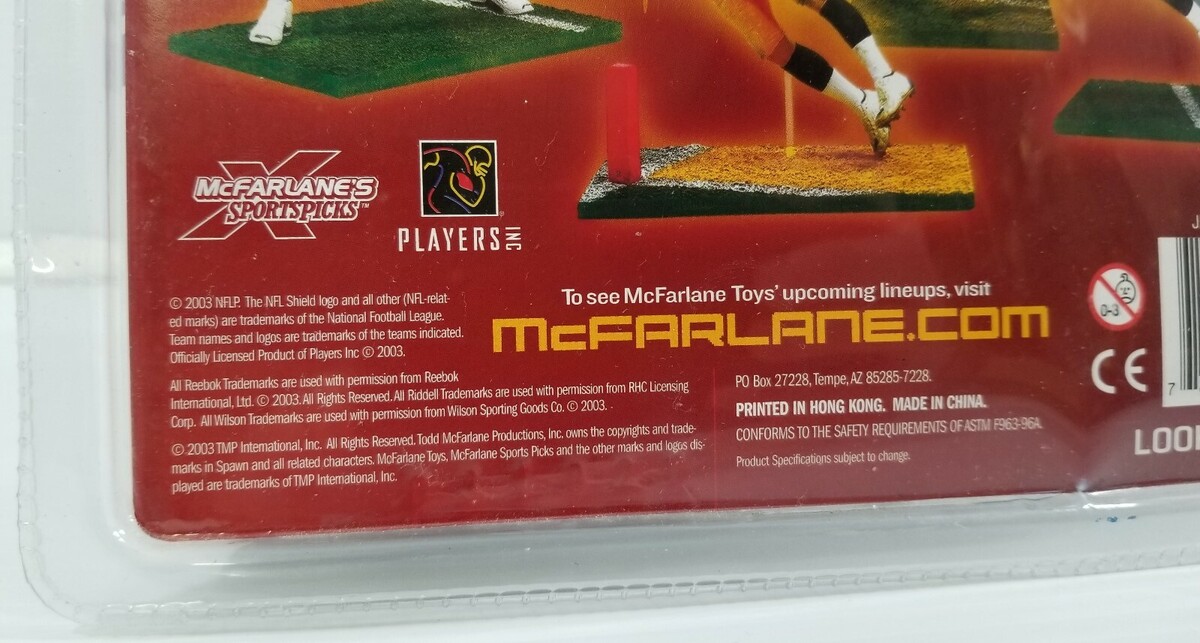 McFARLANE'S
SPORTSPICKS™
PLAYERS INC
© 2003 NFLP. The NFL Shield logo and all other (NFL-relat-
ed marks) are trademarks of the National Football League.
Team names and logos are trademarks of the teams indicated.
Officially Licensed Product of Players Inc © 2003.
All Reebok Trademarks are used with permission from Reebok
International, Ltd. © 2003. All Rights Reserved. All Riddell Trademarks are used with permission from RHC Licensing
Corp. All Wilson Trademarks are used with permission from Wilson Sporting Goods Co. © 2003.
© 2003 TMP International, Inc. All Rights Reserved. Todd McFarlane Productions, Inc. owns the copyrights and trade-
marks in Spawn and all related characters. McFarlane Toys, McFarlane Sports Picks and the other marks and logos dis-
played are trademarks of TMP International, Inc.
To see McFarlane Toys' upcoming lineups, visit
McFARLANE.COM
PO Box 27228, Tempe, AZ 85285-7228.
PRINTED IN HONG KONG. MADE IN CHINA.
CONFORMS TO THE SAFETY REQUIREMENTS OF ASTM F963-96A.
Product Specifications subject to change.
0-3
CE
7